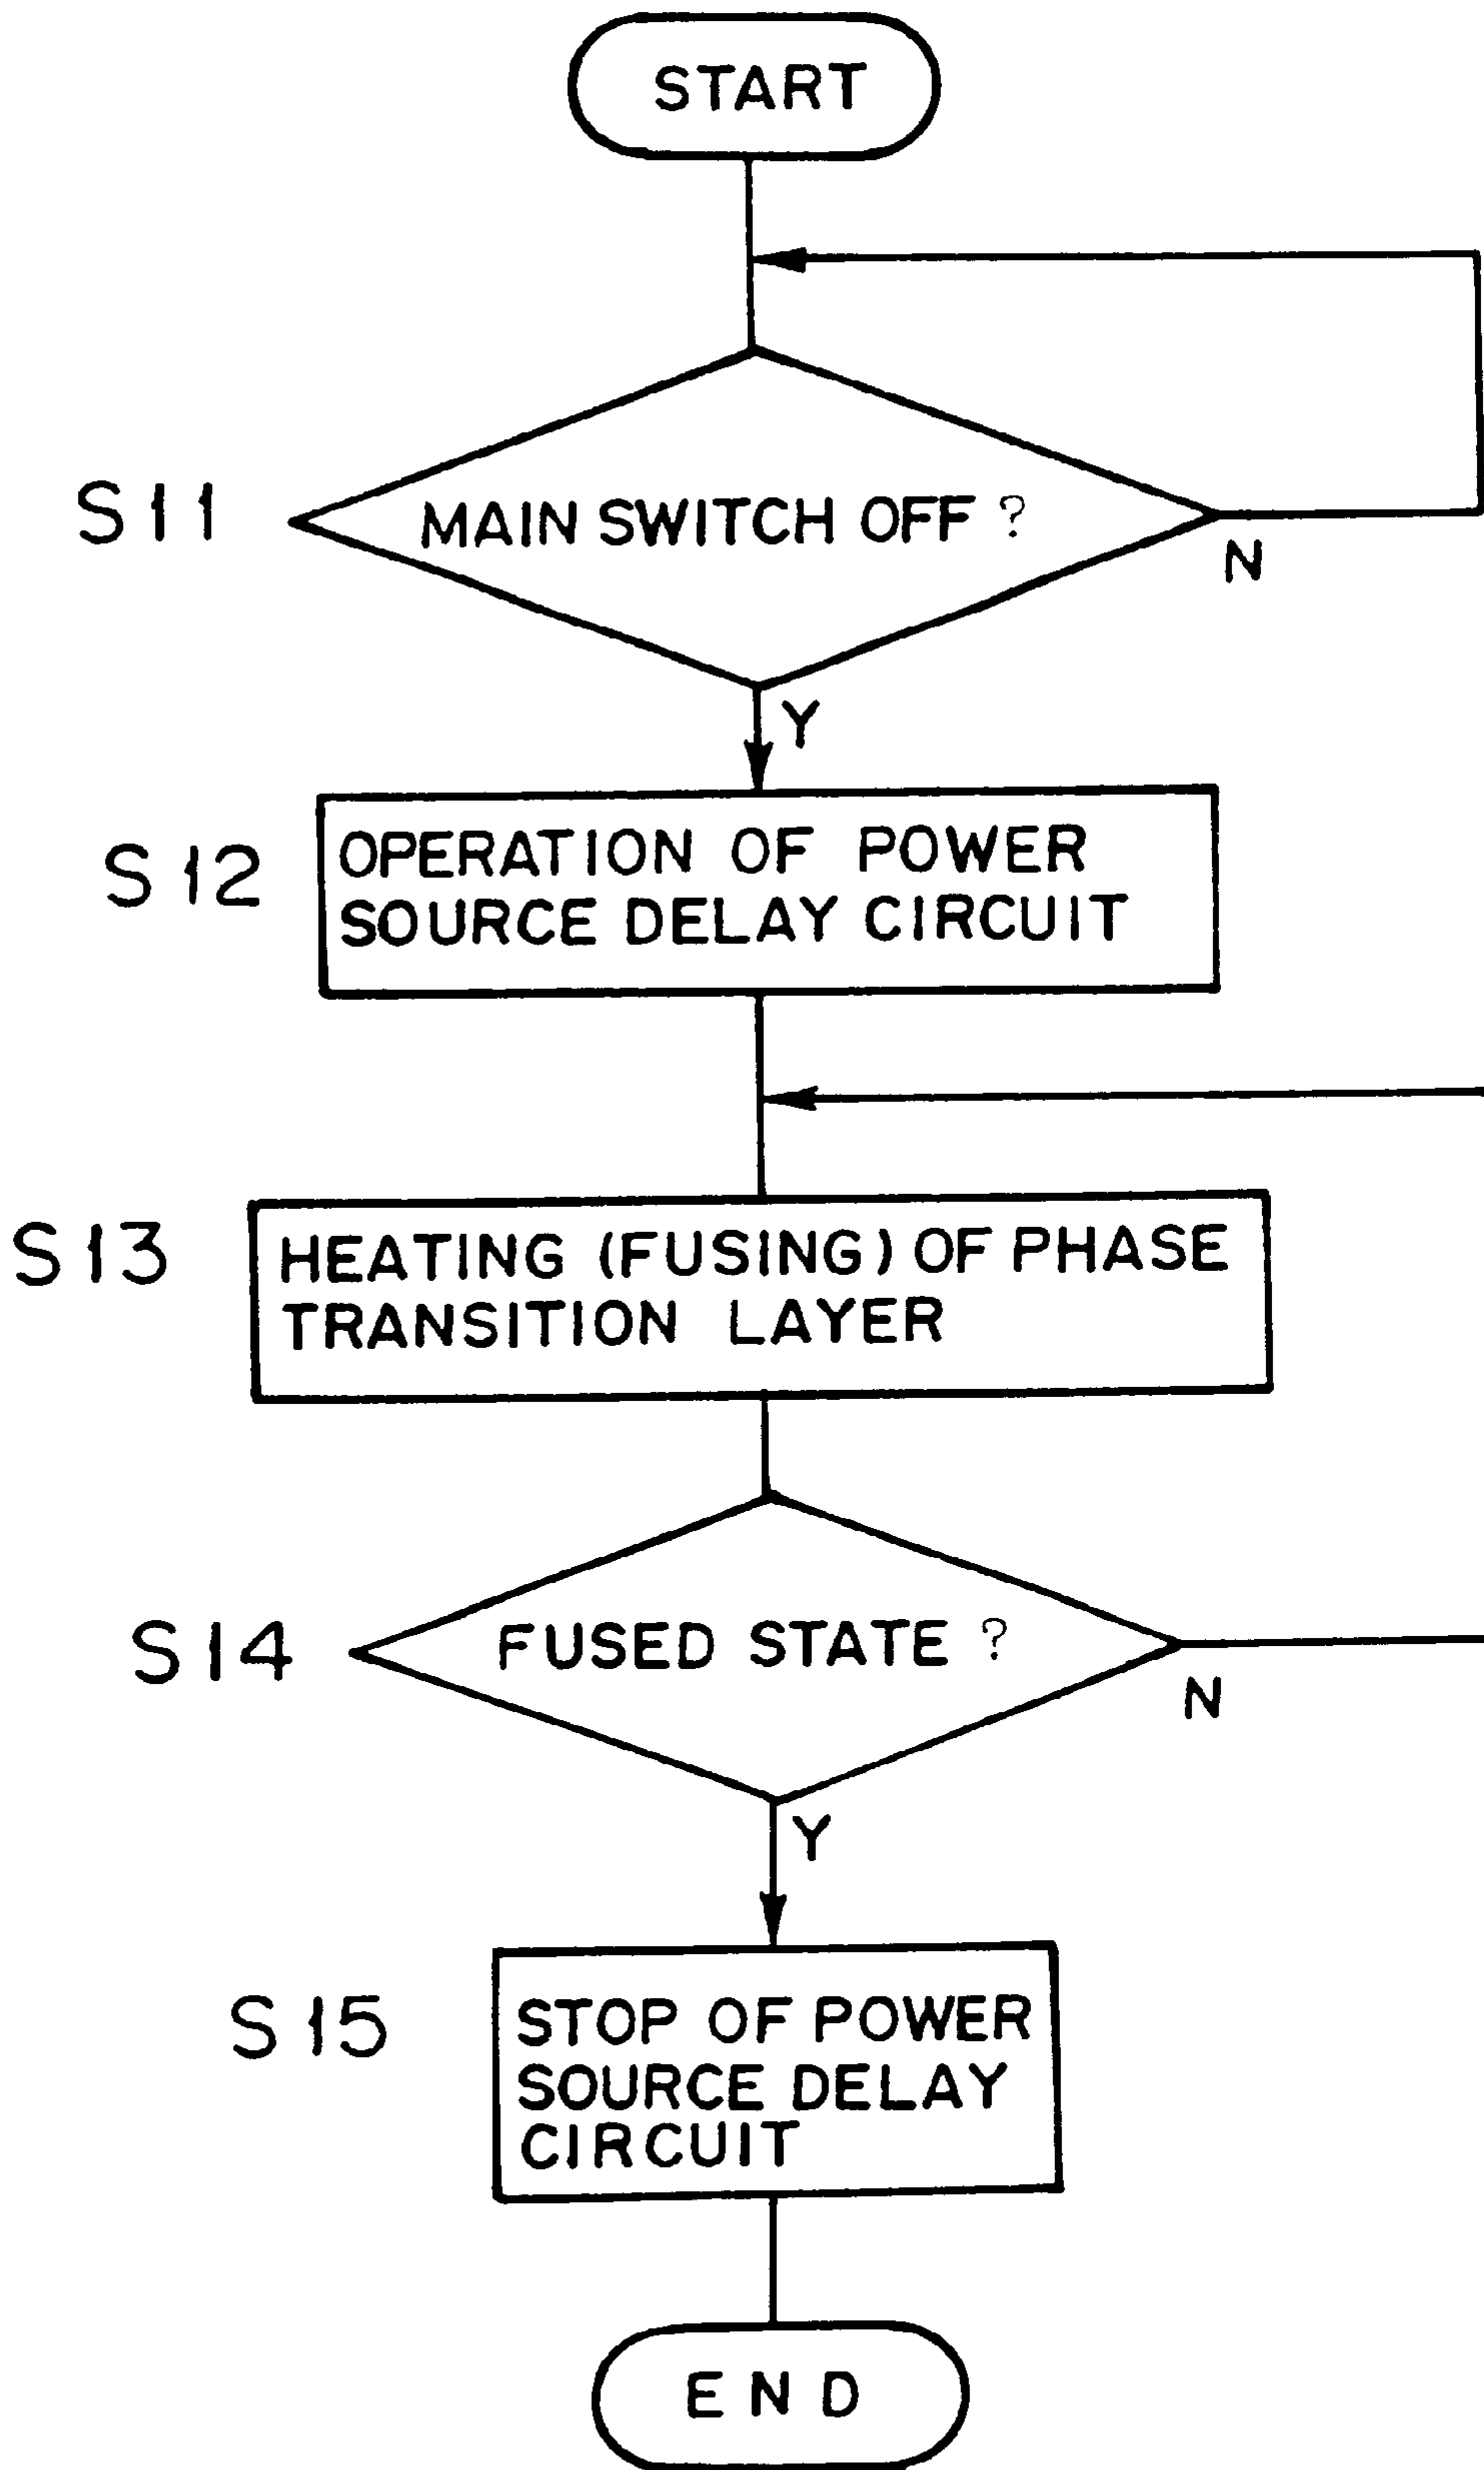 START
S11
MAIN SWITCH OFF ?
N
Y
S12
OPERATION OF POWER
SOURCE DELAY CIRCUIT
S13
HEATING (FUSING) OF PHASE
TRANSITION LAYER
S14
FUSED STATE ?
N
Y
S15
STOP OF POWER
SOURCE DELAY
CIRCUIT
END